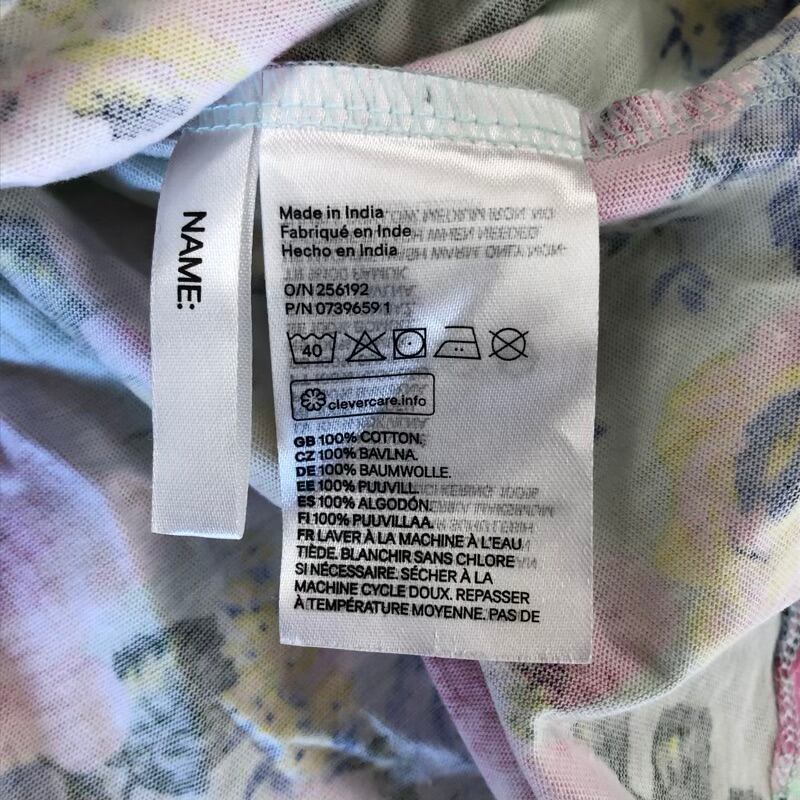 NAME:
Made in India
Fabriqué en Inde
Hecho en India
O/N 256192
P/N 0739659 1
40
clevercare.info
GB 100% COTTON.
CZ 100% BAVLNA.
DE 100% BAUMWOLLE.
EE 100% PUUVILL.
ES 100% ALGODÓN.
FI 100% PUUVILLAA.
FR LAVER À LA MACHINE À L'EAU
TIÈDE. BLANCHIR SANS CHLORE
SI NÉCESSAIRE. SÉCHER À LA
MACHINE CYCLE DOUX. REPASSER
À TEMPÉRATURE MOYENNE. PAS DE